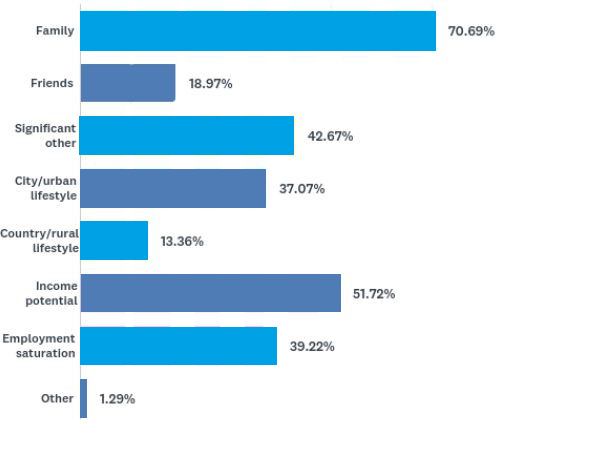 Family
70.69%
Friends
18.97%
Significant
other
42.67%
City/urban
lifestyle
37.07%
Country/rural
lifestyle
13.36%
Income
potential
51.72%
Employment
saturation
39.22%
Other
1.29%